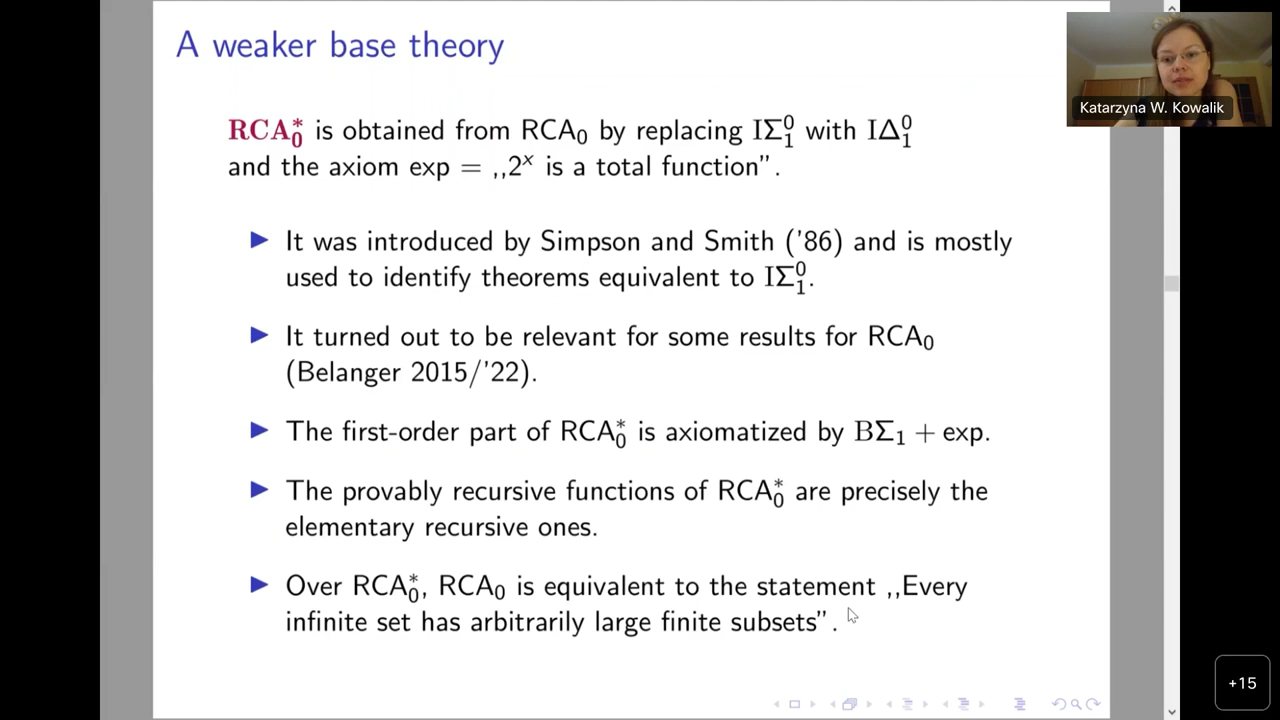 A weaker base theory
RCA₀* is obtained from RCA₀ by replacing IΣ⁰₁ with IΔ⁰₁
and the axiom exp = ,,2ˣ is a total function”.
It was introduced by Simpson and Smith (’86) and is mostly
used to identify theorems equivalent to IΣ⁰₁.
It turned out to be relevant for some results for RCA₀
(Belanger 2015/’22).
The first-order part of RCA₀* is axiomatized by BΣ₁ + exp.
The provably recursive functions of RCA₀* are precisely the
elementary recursive ones.
Over RCA₀*, RCA₀ is equivalent to the statement ,,Every
infinite set has arbitrarily large finite subsets”.
Katarzyna W. Kowalik
+15